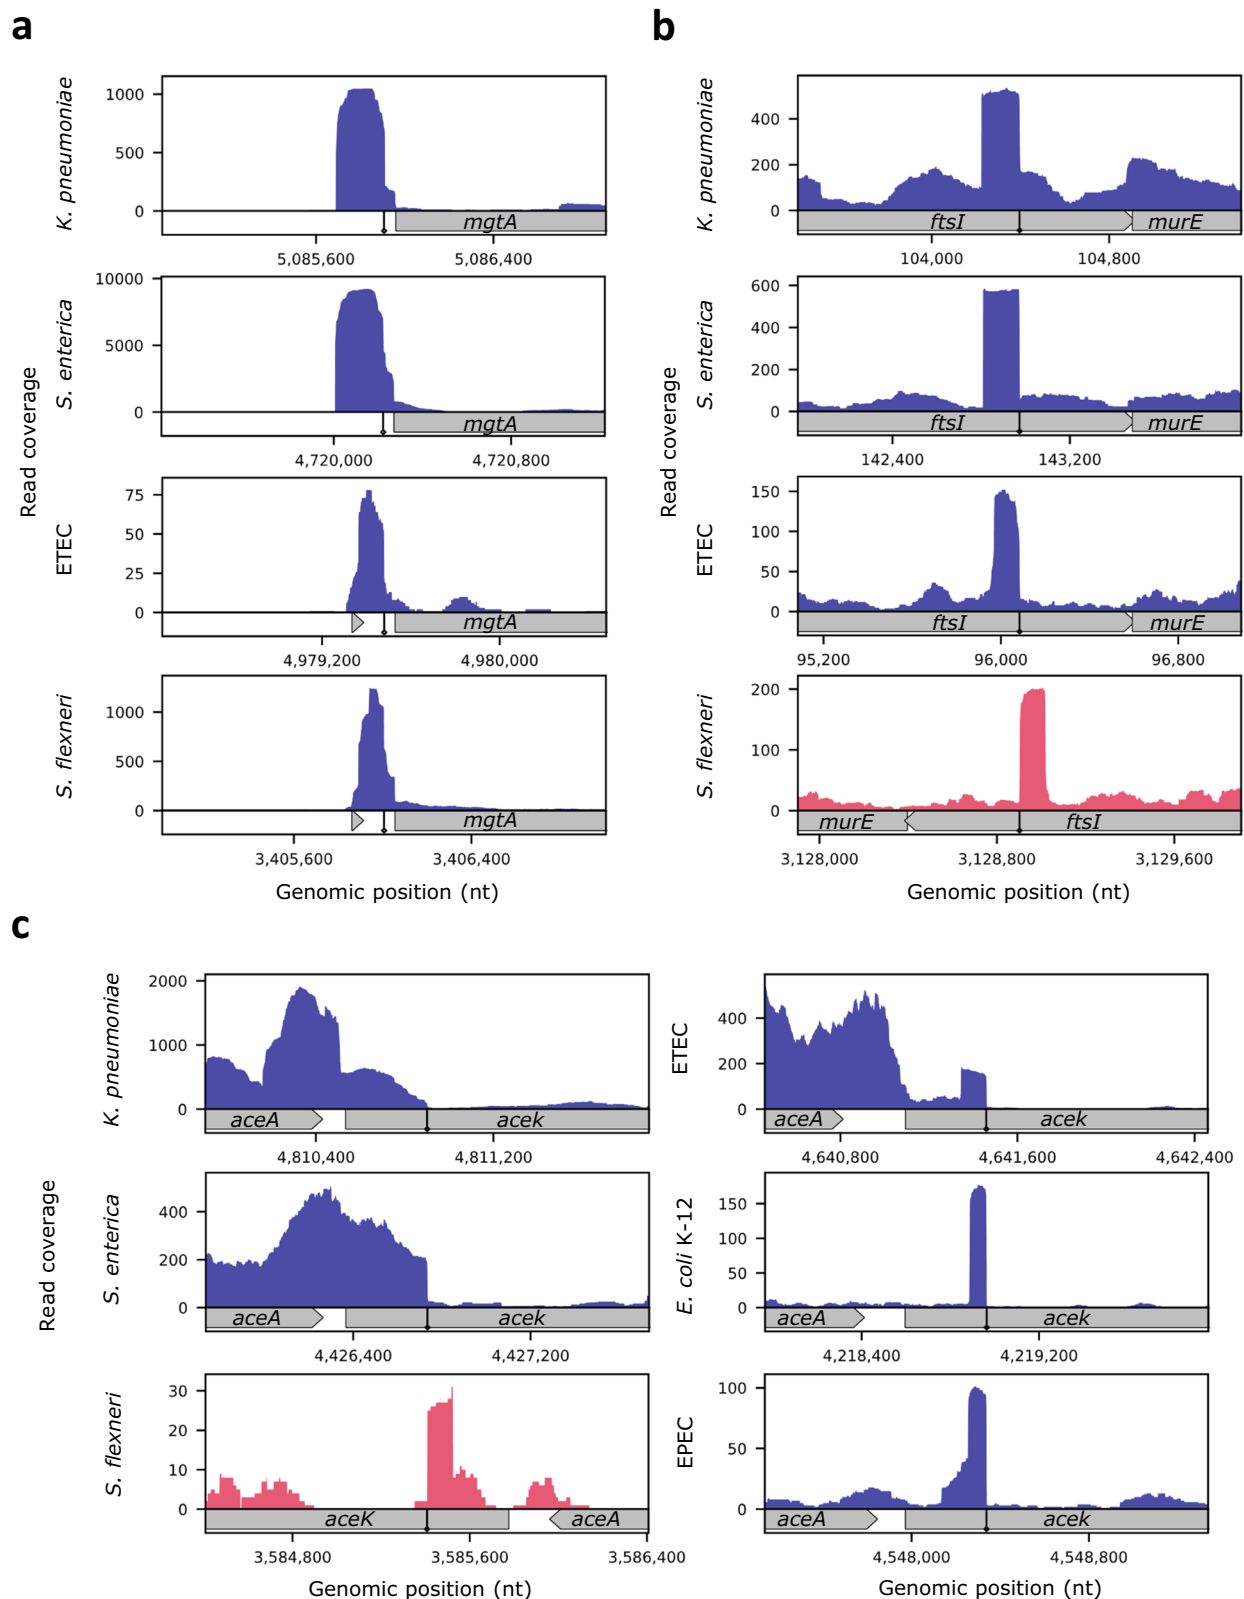 a
b
K. pneumoniae
1000
500
0
mgtA
5,085,600
5,086,400
S. enterica
10000
5000
0
mgtA
4,720,000
4,720,800
Read coverage
ETEC
75
50
25
0
mgtA
4,979,200
4,980,000
S. flexneri
1000
500
0
mgtA
3,405,600
3,406,400
Genomic position (nt)
K. pneumoniae
400
200
0
ftsI
murE
104,000
104,800
S. enterica
600
400
200
0
ftsI
murE
142,400
143,200
Read coverage
ETEC
150
100
50
0
ftsI
murE
95,200
96,000
96,800
S. flexneri
200
100
0
murE
ftsI
3,128,000
3,128,800
3,129,600
Genomic position (nt)
c
K. pneumoniae
2000
1000
0
aceA
acek
4,810,400
4,811,200
Read coverage
S. enterica
400
200
0
aceA
acek
4,426,400
4,427,200
S. flexneri
30
20
10
0
aceK
aceA
3,584,800
3,585,600
3,586,400
Genomic position (nt)
ETEC
400
200
0
aceA
acek
4,640,800
4,641,600
4,642,400
E. coli K-12
150
100
50
0
aceA
acek
4,218,400
4,219,200
EPEC
100
50
0
aceA
acek
4,548,000
4,548,800
Genomic position (nt)